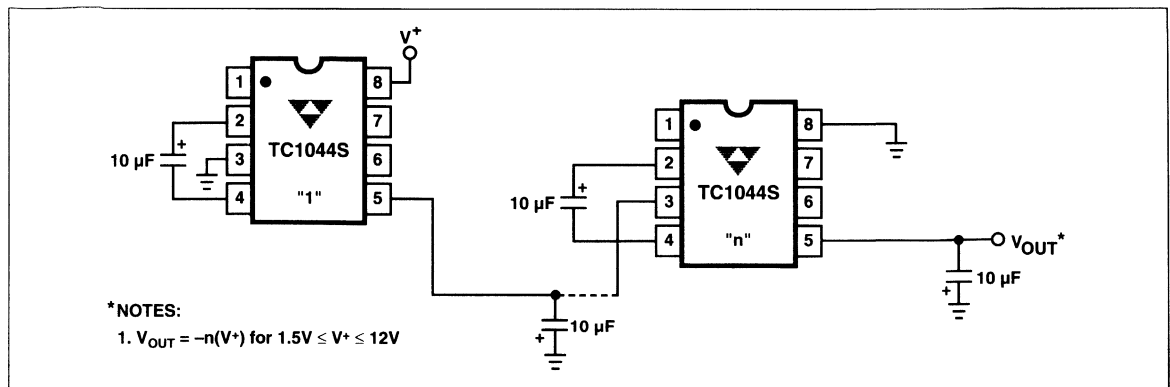 V+
1
8
2
7
10 µF
+
TC1044S
3
6
4
"1"
5
1
8
2
7
10 µF
+
TC1044S
3
6
4
"n"
5
VOUT*
10 µF
+
10 µF
+
*NOTES:
1. VOUT = –n(V+) for 1.5V ≤ V+ ≤ 12V